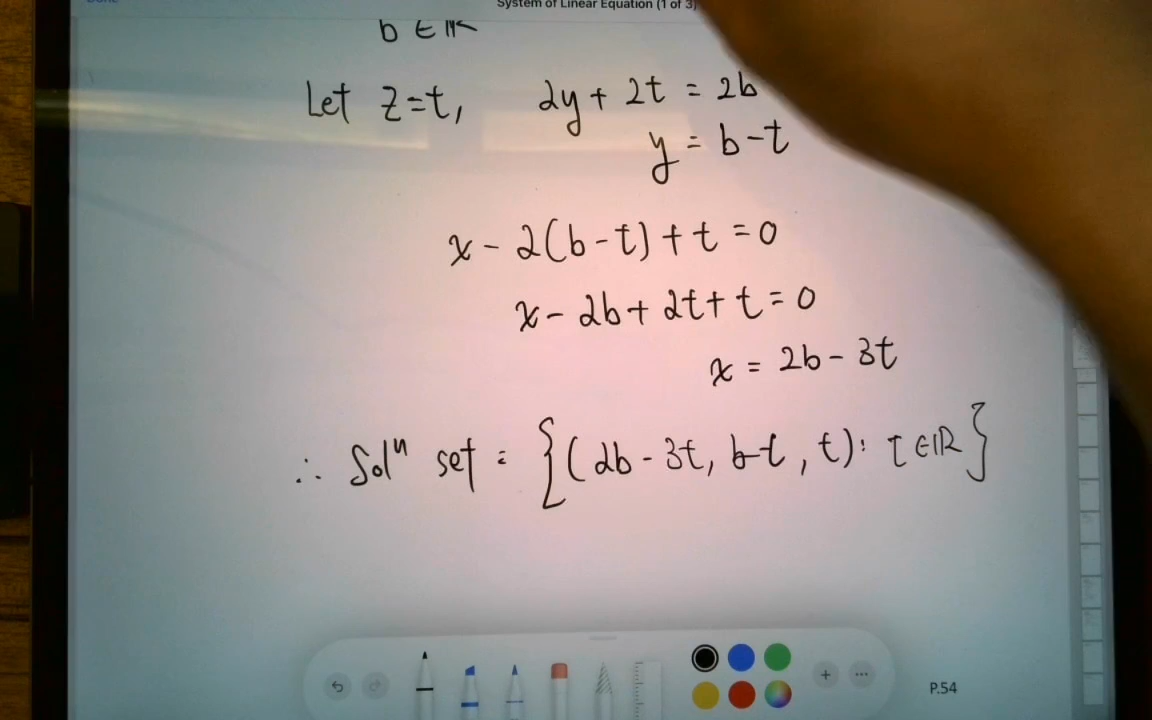 System of Linear Equation (1 of 3)
b ∈ ℝ
Let z=t, 2y + 2t = 2b
y = b-t
x - 2(b-t) + t = 0
x - 2b + 2t + t = 0
x = 2b - 3t
∴ Solⁿ set = {(2b - 3t, b-t, t): t ∈ ℝ}
P.54